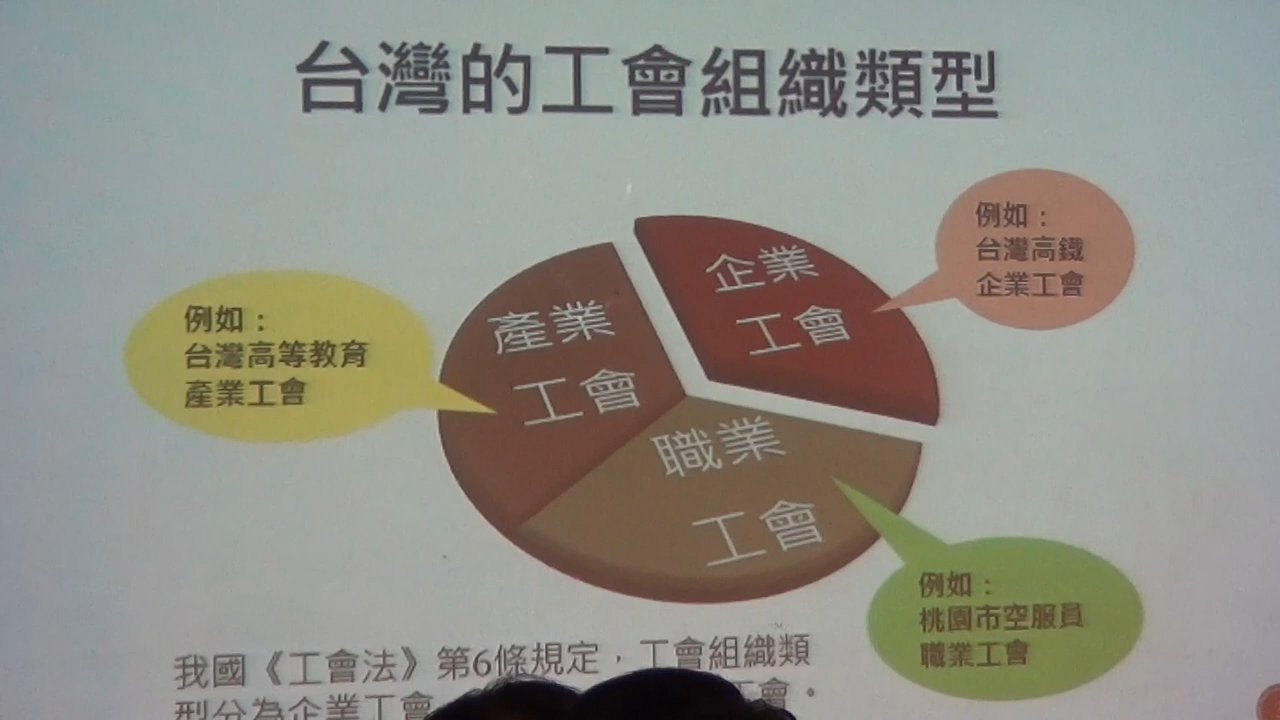 台灣的工會組織類型
企業
工會
例如：
台灣高鐵
企業工會
產業
工會
例如：
台灣高等教育
產業工會
職業
工會
例如：
桃園市空服員
職業工會
我國《工會法》第6條規定，工會組織類
型分為企業工會 工會。